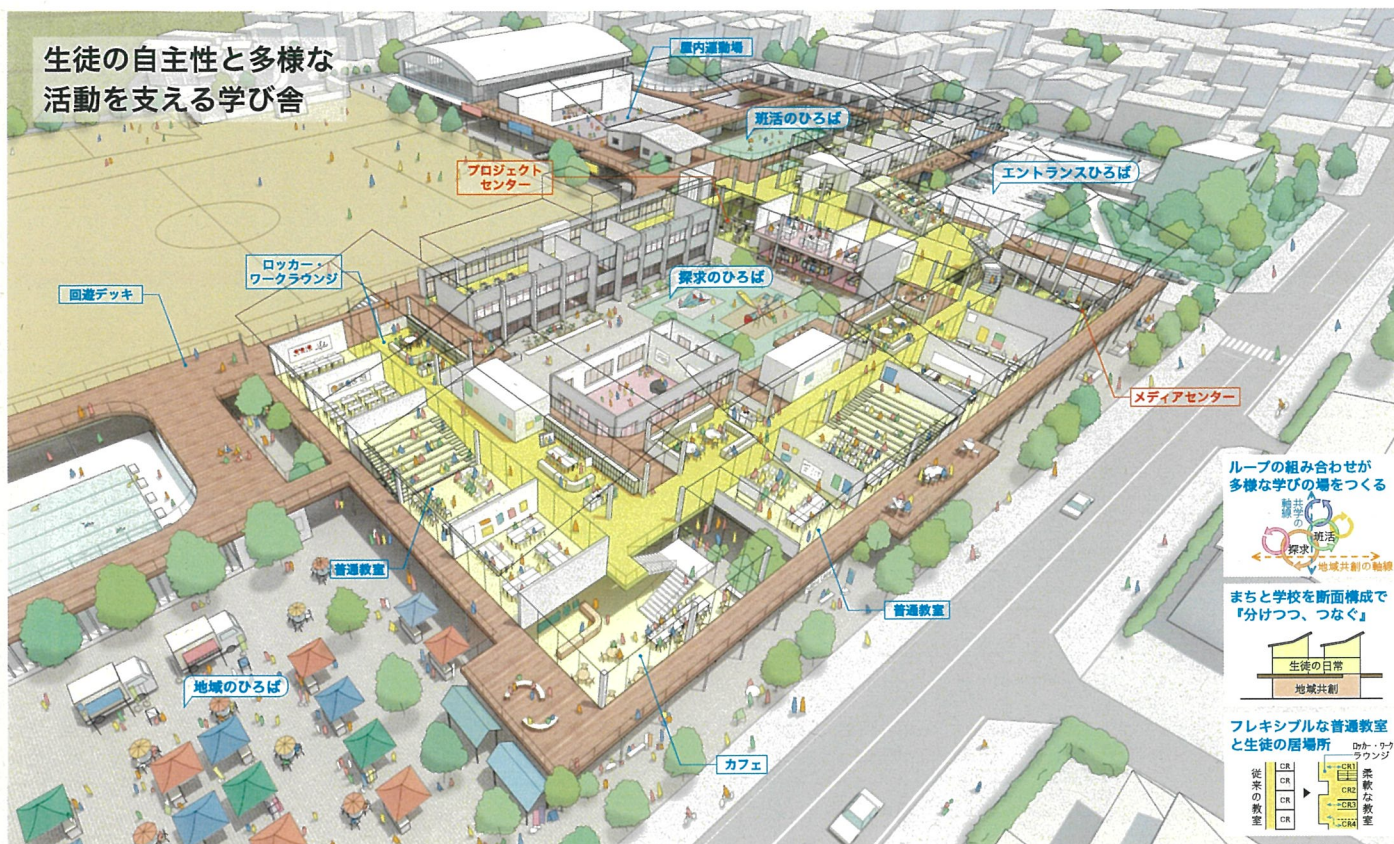 生徒の自主性と多様な
活動を支える学び舎
屋内運動場
班活のひろば
プロジェクト
センター
エントランスひろば
ロッカー・
ワークラウンジ
探求のひろば
回遊デッキ
メディアセンター
普通教室
普通教室
地域のひろば
カフェ
ループの組み合わせが
多様な学びの場をつくる
共学の
軸線
班活
探求
地域共創の軸線
まちと学校を断面構成で
『分けつつ、つなぐ』
生徒の日常
地域共創
フレキシブルな普通教室
と生徒の居場所
ロッカー・ワーク
ラウンジ
従来の教室
CR
CR
CR
CR
CR1
CR2
CR3
CR4
柔軟な教室